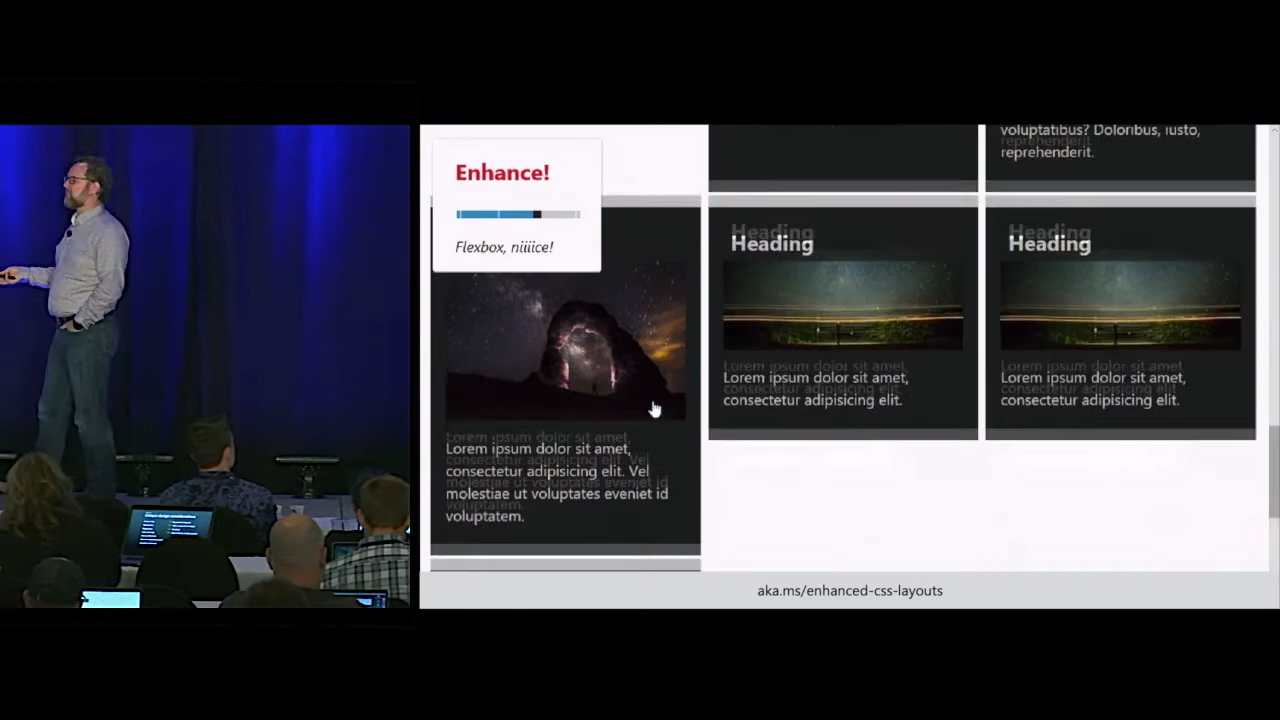 Enhance!
Flexbox, niiice!
voluptatibus? Doloribus, iusto,
reprehenderit.
Heading
Heading
Lorem ipsum dolor sit amet,
consectetur adipisicing elit.
Lorem ipsum dolor sit amet,
consectetur adipisicing elit.
Lorem ipsum dolor sit amet,
consectetur adipisicing elit. Vel
molestiae ut voluptates eveniet id
voluptatem.
aka.ms/enhanced-css-layouts